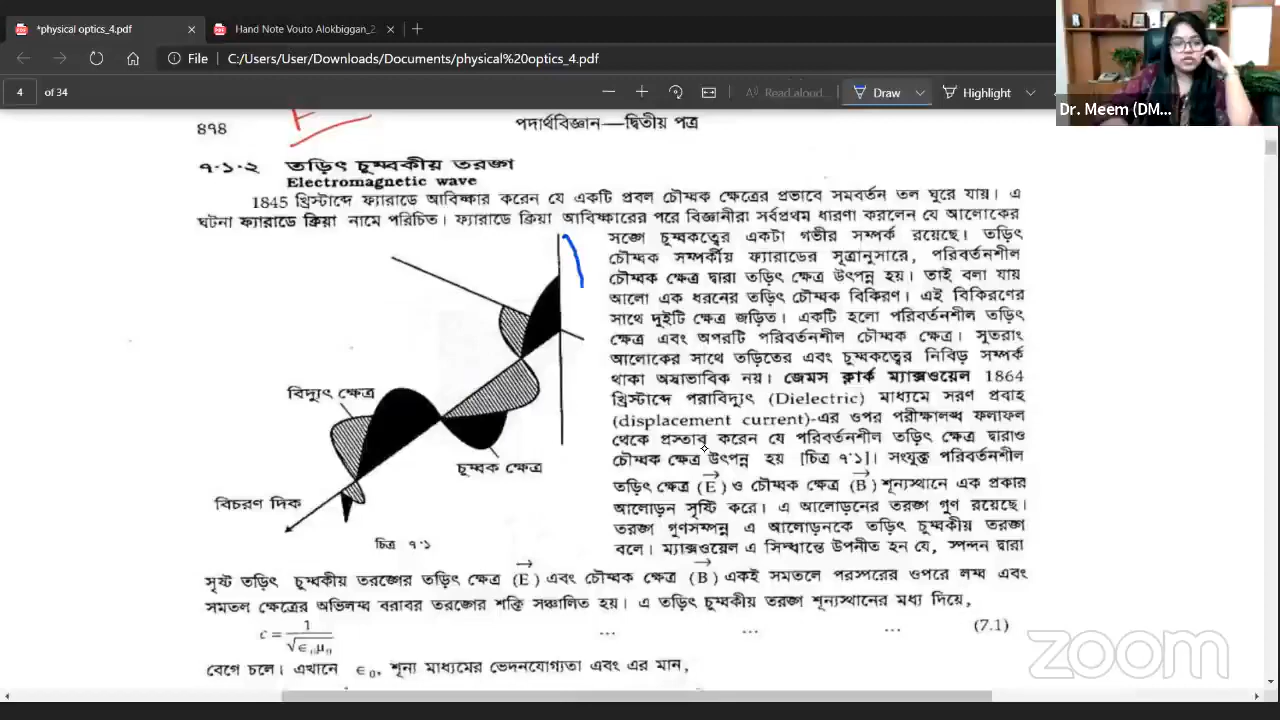 *physical optics_4.pdf
Hand Note Vouto Alokbiggan_2
File C:/Users/User/Downloads/Documents/physical%20optics_4.pdf
4 of 34
Read aloud
Draw
Highlight
Dr. Meem (DM...
৪৭৪ পদার্থবিজ্ঞান—দ্বিতীয় পত্র
৭·১·২ তড়িৎ চুম্বকীয় তরঙ্গ
Electromagnetic wave
1845 খ্রিস্টাব্দে ফ্যারাডে আবিষ্কার করেন যে একটি প্রবল চৌম্বক ক্ষেত্রের প্রভাবে সমবর্তন তল ঘুরে যায়। এ
ঘটনা ফ্যারাডে ক্রিয়া নামে পরিচিত। ফ্যারাডে ক্রিয়া আবিষ্কারের পরে বিজ্ঞানীরা সর্বপ্রথম ধারণা করলেন যে আলোকের
সঙ্গে চুম্বকত্বের একটা গভীর সম্পর্ক রয়েছে। তড়িৎ
চৌম্বক সম্পর্কীয় ফ্যারাডের সূত্রানুসারে, পরিবর্তনশীল
চৌম্বক ক্ষেত্র দ্বারা তড়িৎ ক্ষেত্র উৎপন্ন হয়। তাই বলা যায়
আলো এক ধরনের তড়িৎ চৌম্বক বিকিরণ। এই বিকিরণের
সাথে দুইটি ক্ষেত্র জড়িত। একটি হলো পরিবর্তনশীল তড়িৎ
ক্ষেত্র এবং অপরটি পরিবর্তনশীল চৌম্বক ক্ষেত্র। সুতরাং
আলোকের সাথে তড়িতের এবং চুম্বকত্বের নিবিড় সম্পর্ক
থাকা অস্বাভাবিক নয়। জেমস ক্লার্ক ম্যাক্সওয়েল 1864
খ্রিস্টাব্দে পরাবিদ্যুৎ (Dielectric) মাধ্যমে সরণ প্রবাহ
(displacement current)-এর ওপর পরীক্ষালব্ধ ফলাফল
থেকে প্রস্তাব করেন যে পরিবর্তনশীল তড়িৎ ক্ষেত্র দ্বারাও
চৌম্বক ক্ষেত্র উৎপন্ন হয় [চিত্র ৭·১]। সংযুক্ত পরিবর্তনশীল
তড়িৎ ক্ষেত্র (E→) ও চৌম্বক ক্ষেত্র (B→) শূন্যস্থানে এক প্রকার
আলোড়ন সৃষ্টি করে। এ আলোড়নের তরঙ্গ গুণ রয়েছে।
তরঙ্গ গুণসম্পন্ন এ আলোড়নকে তড়িৎ চুম্বকীয় তরঙ্গ
বলে। ম্যাক্সওয়েল এ সিদ্ধান্তে উপনীত হন যে, স্পন্দন দ্বারা
বিদ্যুৎ ক্ষেত্র
চুম্বক ক্ষেত্র
বিচরণ দিক
চিত্র ৭·১
সৃষ্ট তড়িৎ চুম্বকীয় তরঙ্গের তড়িৎ ক্ষেত্র (E→) এবং চৌম্বক ক্ষেত্র (B→) একই সমতলে পরস্পরের ওপরে লম্ব এবং
সমতল ক্ষেত্রের অভিলম্ব বরাবর তরঙ্গের শক্তি সঞ্চালিত হয়। এ তড়িৎ চুম্বকীয় তরঙ্গ শূন্যস্থানের মধ্য দিয়ে,
c = 1/√ϵ₀μ₀ ... ... ... (7.1)
বেগে চলে। এখানে ϵ₀, শূন্য মাধ্যমের ভেদনযোগ্যতা এবং এর মান,
zoom